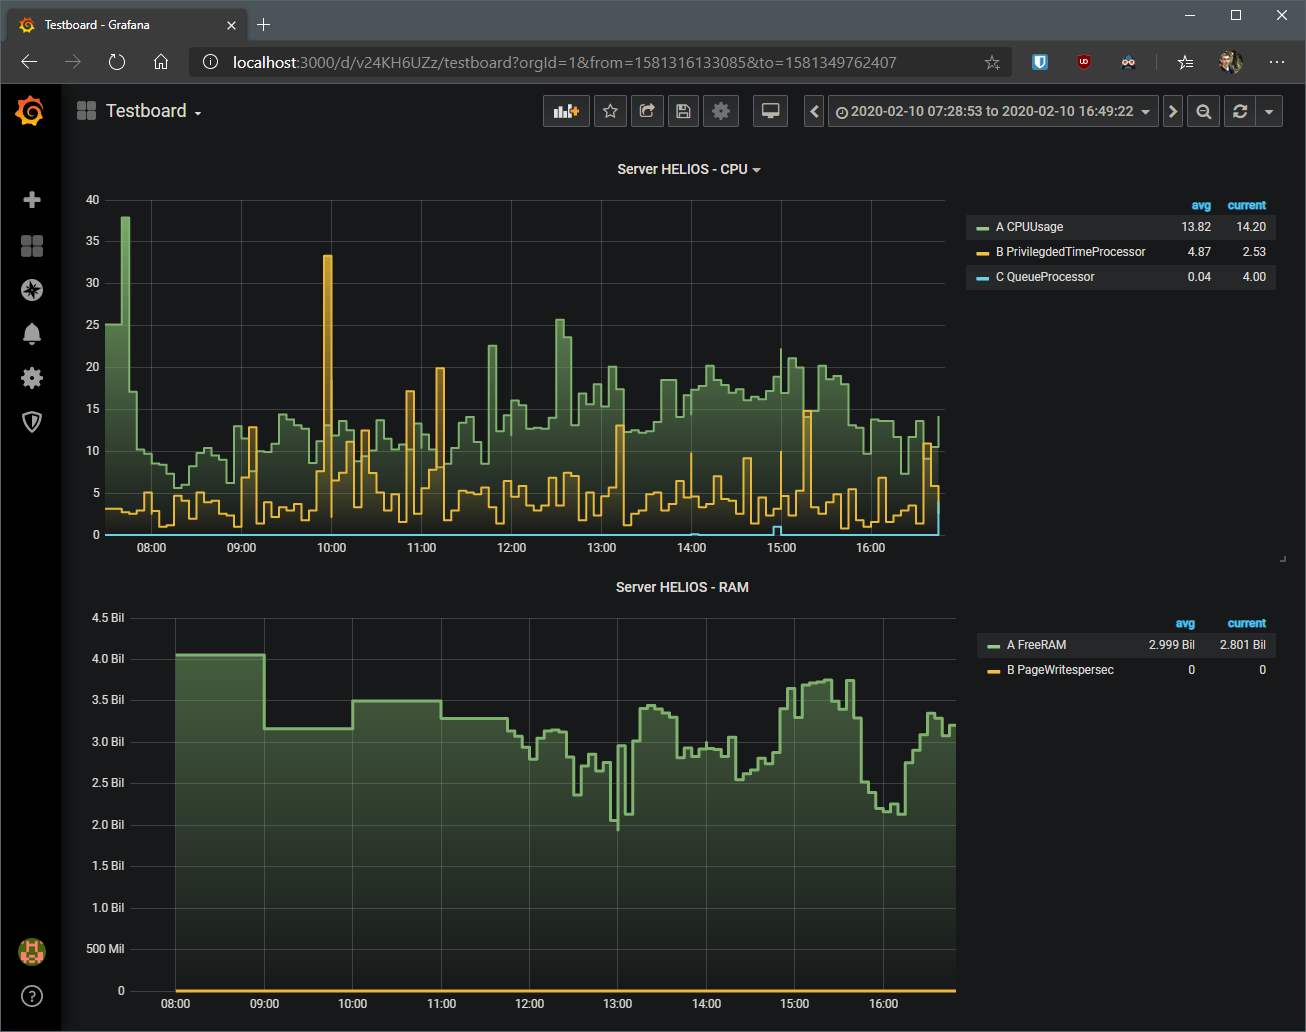 Testboard - Grafana
localhost:3000/d/v24KH6UZz/testboard?orgId=1&from=1581316133085&to=1581349762407
UD
Testboard
2020-02-10 07:28:53 to 2020-02-10 16:49:22
Server HELIOS - CPU
40
35
30
25
20
15
10
5
0
08:00 09:00 10:00 11:00 12:00 13:00 14:00 15:00 16:00
avg current
A CPUUsage 13.82 14.20
B PrivilegdedTimeProcessor 4.87 2.53
C QueueProcessor 0.04 4.00
Server HELIOS - RAM
4.5 Bil
4.0 Bil
3.5 Bil
3.0 Bil
2.5 Bil
2.0 Bil
1.5 Bil
1.0 Bil
500 Mil
0
08:00 09:00 10:00 11:00 12:00 13:00 14:00 15:00 16:00
avg current
A FreeRAM 2.999 Bil 2.801 Bil
B PageWritespersec 0 0